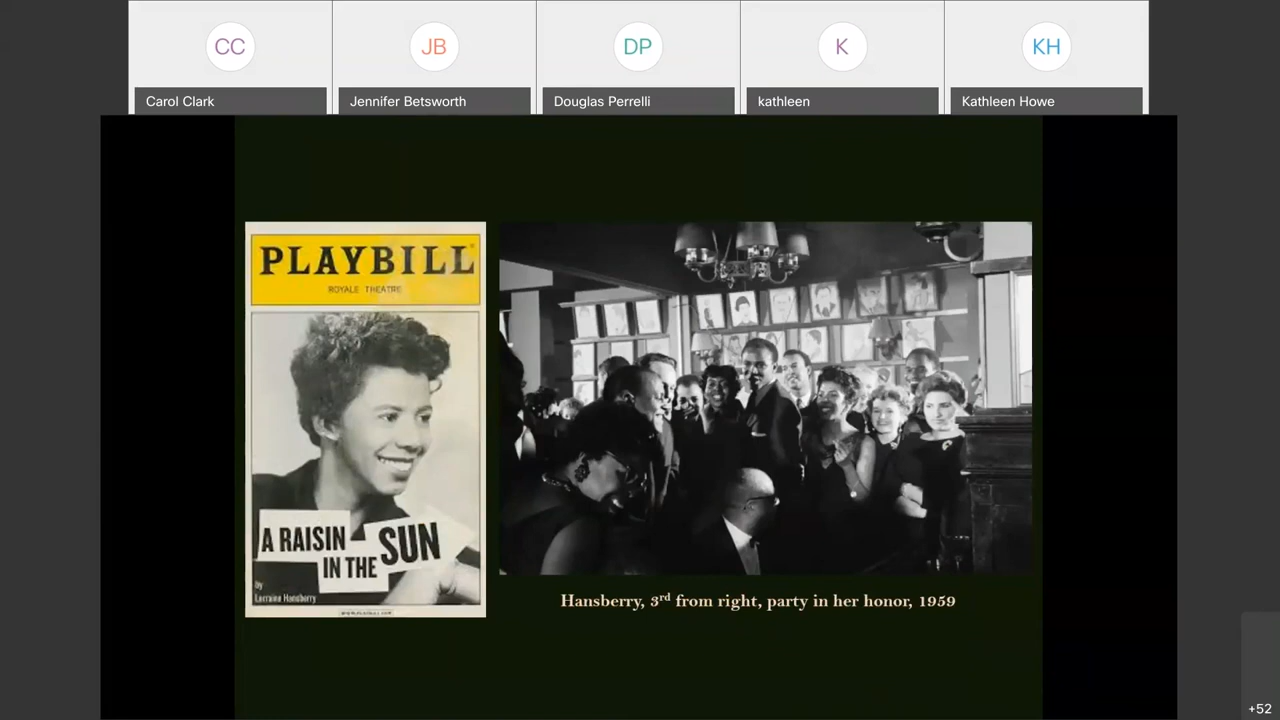 CC
JB
DP
K
KH
Carol Clark
Jennifer Betsworth
Douglas Perrelli
kathleen
Kathleen Howe
PLAYBILL
ROYALE THEATRE
A RAISIN
IN THE SUN
by
Lorraine Hansberry
Hansberry, 3rd from right, party in her honor, 1959
+52